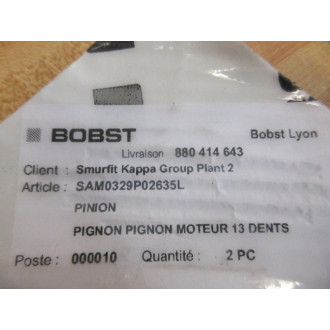 BOBST Bobst Lyon
Livraison 880 414 643
Client : Smurfit Kappa Group Plant 2
Article : SAM0329P02635L
PINION
PIGNON PIGNON MOTEUR 13 DENTS
Poste : 000010 Quantité : 2 PC